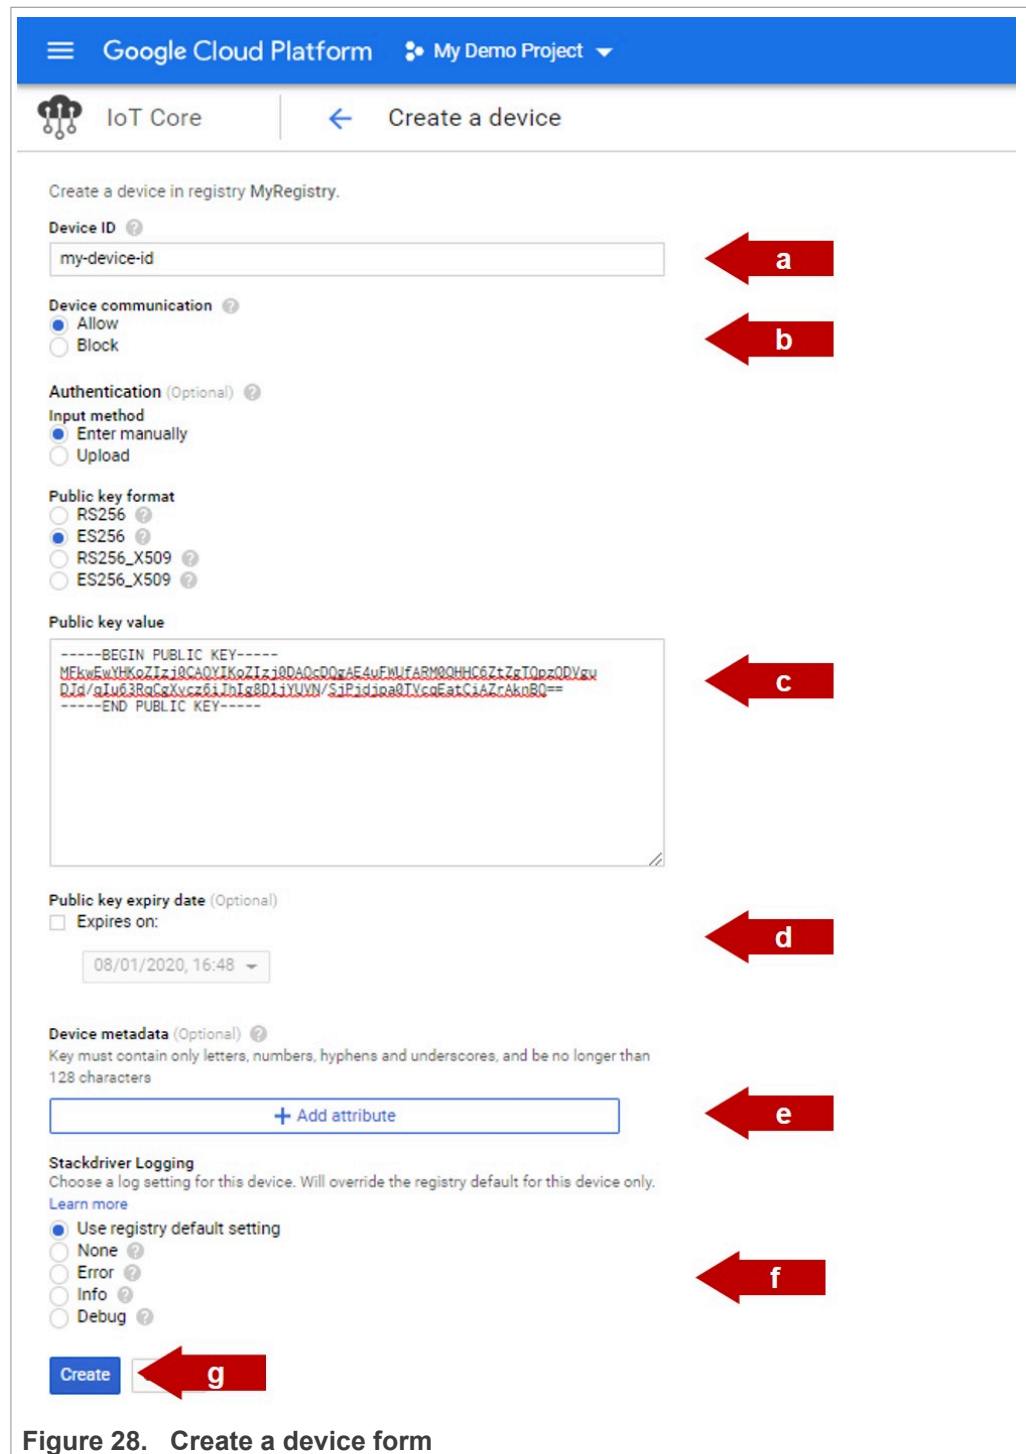 Google Cloud Platform My Demo Project
IoT Core Create a device
Create a device in registry MyRegistry.
Device ID
my-device-id
a
Device communication
Allow
Block
b
Authentication (Optional)
Input method
Enter manually
Upload
Public key format
RS256
ES256
RS256_X509
ES256_X509
Public key value
-----BEGIN PUBLIC KEY-----
MFkwEwYHKoZIzj0CAQYIKoZIzj0DAQcDQgAE4uFWUfARM0QHHC6ZtZgTQpzQDVgu
DJd/qIu63RqCgXvcz6iJhIg8DljYUVN/SjPjdjpa0TVcqEatCiAZrAknBQ==
-----END PUBLIC KEY-----
c
Public key expiry date (Optional)
Expires on:
08/01/2020, 16:48
d
Device metadata (Optional)
Key must contain only letters, numbers, hyphens and underscores, and be no longer than
128 characters
+ Add attribute
e
Stackdriver Logging
Choose a log setting for this device. Will override the registry default for this device only.
Learn more
Use registry default setting
None
Error
Info
Debug
f
Create
g
Figure 28. Create a device form